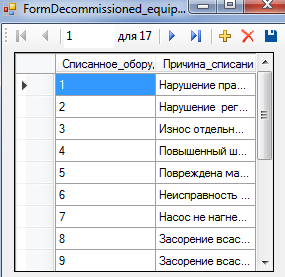 FormDecommissioned_equip...
1 для 17
Списанное_обору, Причина_списани
1 Нарушение пра...
2 Нарушение рег...
3 Износ отдельн...
4 Повышенный ш...
5 Повреждена ма...
6 Неисправность ...
7 Насос не нагне...
8 Засорение всас...
9 Засорение всас...